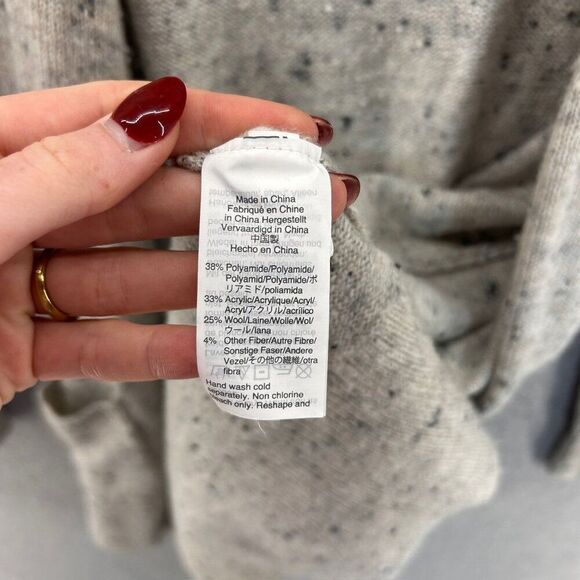 Made in China
Fabriqué en Chine
in China Hergestellt
Vervaardigd in China
中国製
Hecho en China
38% Polyamide/Polyamide/
Polyamid/Polyamide/ポ
リアミド/poliamida
33% Acrylic/Acrylique/Acryl/
Acryl/アクリル/acrílico
25% Wool/Laine/Wolle/Wol/
ウール/lana
4% Other Fiber/Autre Fibre/
Sonstige Faser/Andere
Vezel/その他の繊維/otra
fibra
Hand wash cold
separately. Non chlorine
bleach only. Reshape and